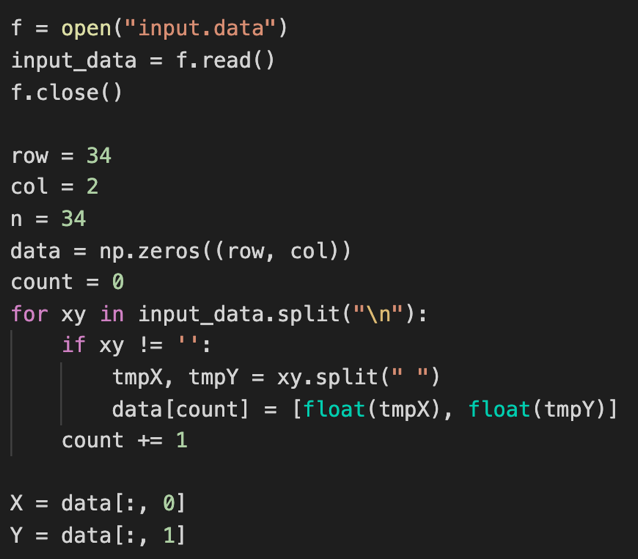 f = open("input.data")
input_data = f.read()
f.close()

row = 34
col = 2
n = 34
data = np.zeros((row, col))
count = 0
for xy in input_data.split("\n"):
    if xy != '':
        tmpX, tmpY = xy.split(" ")
        data[count] = [float(tmpX), float(tmpY)]
    count += 1

X = data[:, 0]
Y = data[:, 1]